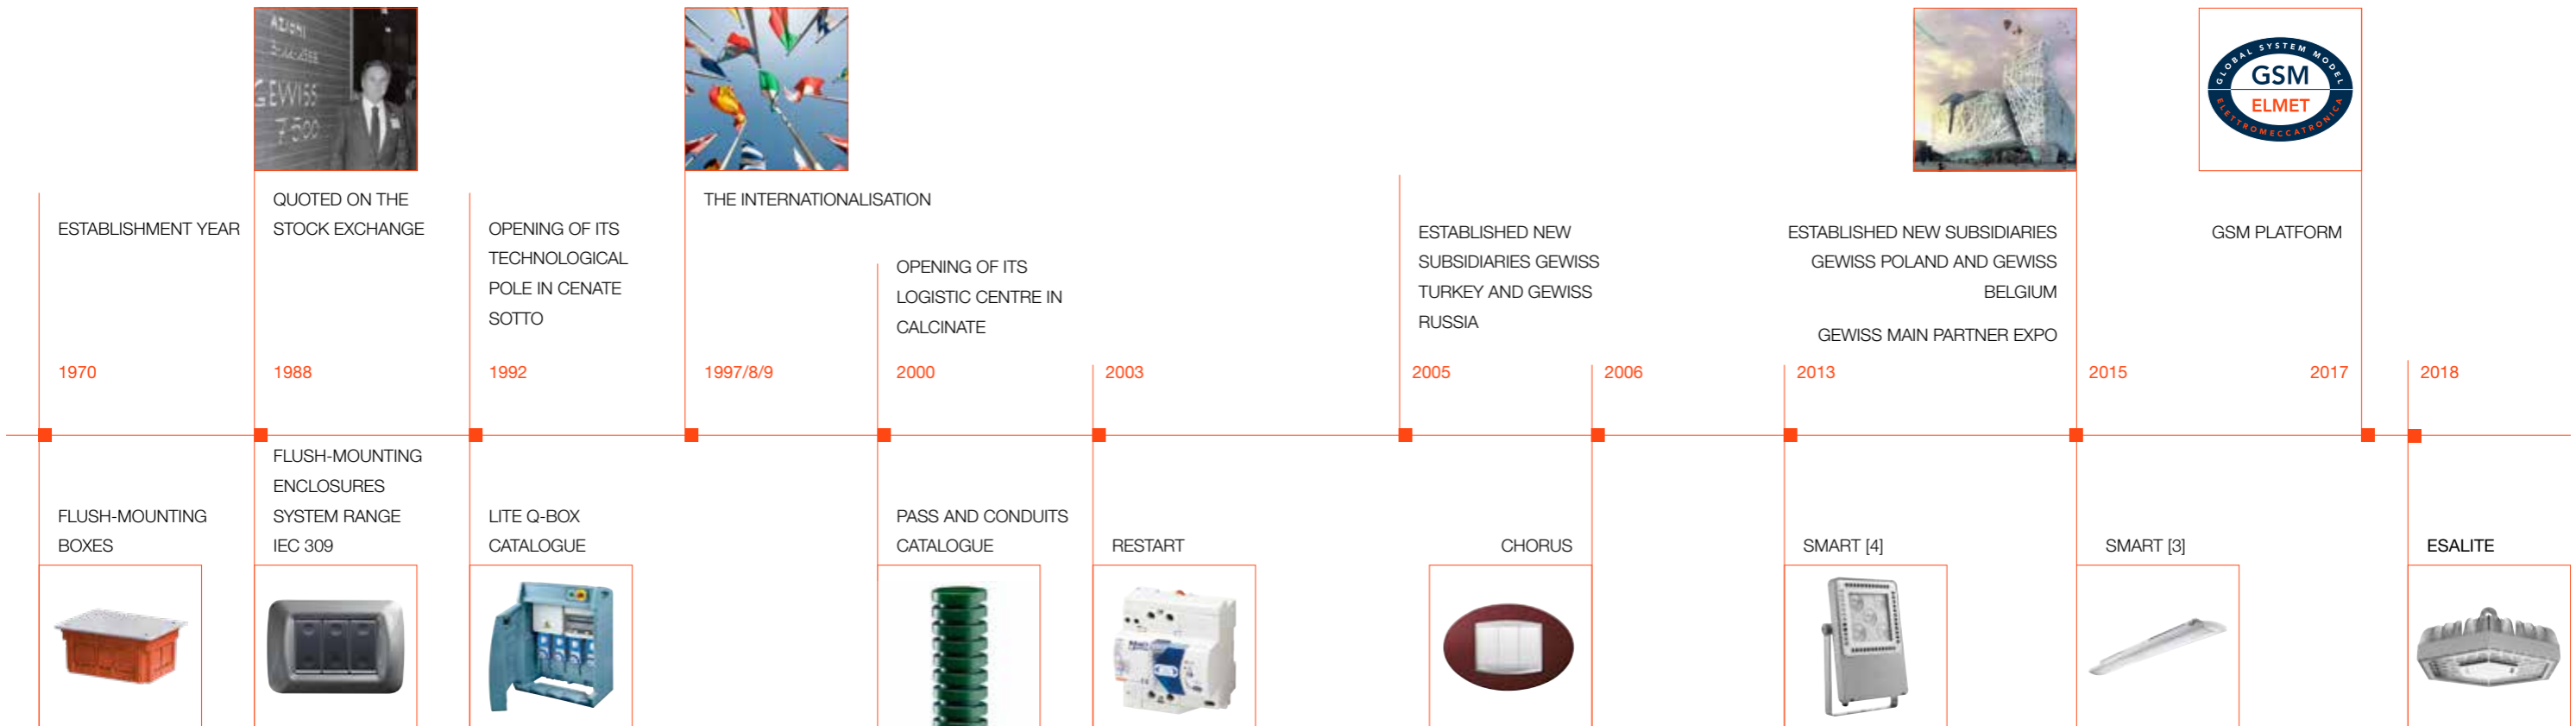 AZIONI
GEWISS
7500
GLOBAL SYSTEM MODEL
GSM
ELMET
ELETTROMECCATRONICA
ESTABLISHMENT YEAR
1970
QUOTED ON THE
STOCK EXCHANGE
1988
OPENING OF ITS
TECHNOLOGICAL
POLE IN CENATE
SOTTO
1992
THE INTERNATIONALISATION
1997/8/9
OPENING OF ITS
LOGISTIC CENTRE IN
CALCINATE
2000
2003
ESTABLISHED NEW
SUBSIDIARIES GEWISS
TURKEY AND GEWISS
RUSSIA
2005
2006
2013
ESTABLISHED NEW SUBSIDIARIES
GEWISS POLAND AND GEWISS
BELGIUM
GEWISS MAIN PARTNER EXPO
2015
GSM PLATFORM
2017
2018
FLUSH-MOUNTING
BOXES
FLUSH-MOUNTING
ENCLOSURES
SYSTEM RANGE
IEC 309
LITE Q-BOX
CATALOGUE
PASS AND CONDUITS
CATALOGUE
RESTART
CHORUS
SMART [4]
SMART [3]
ESALITE